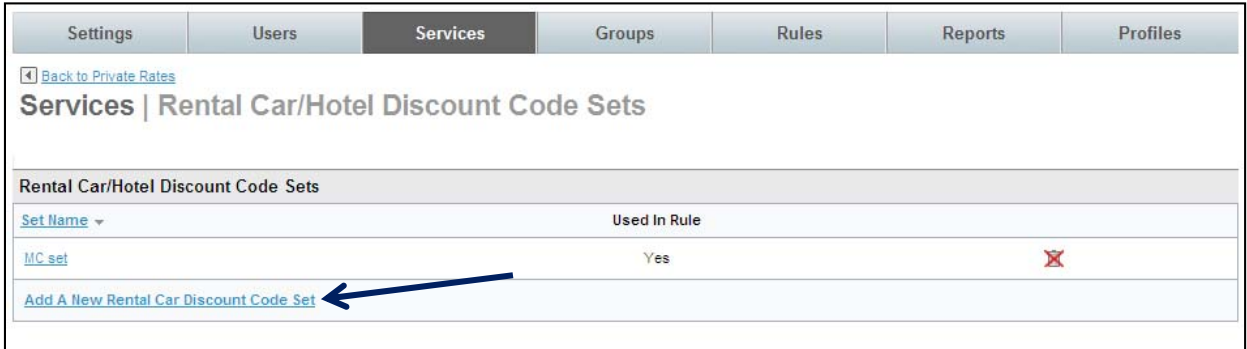 Settings Users Services Groups Rules Reports Profiles
Back to Private Rates
Services | Rental Car/Hotel Discount Code Sets
Rental Car/Hotel Discount Code Sets
Set Name Used In Rule
MC set Yes
Add A New Rental Car Discount Code Set